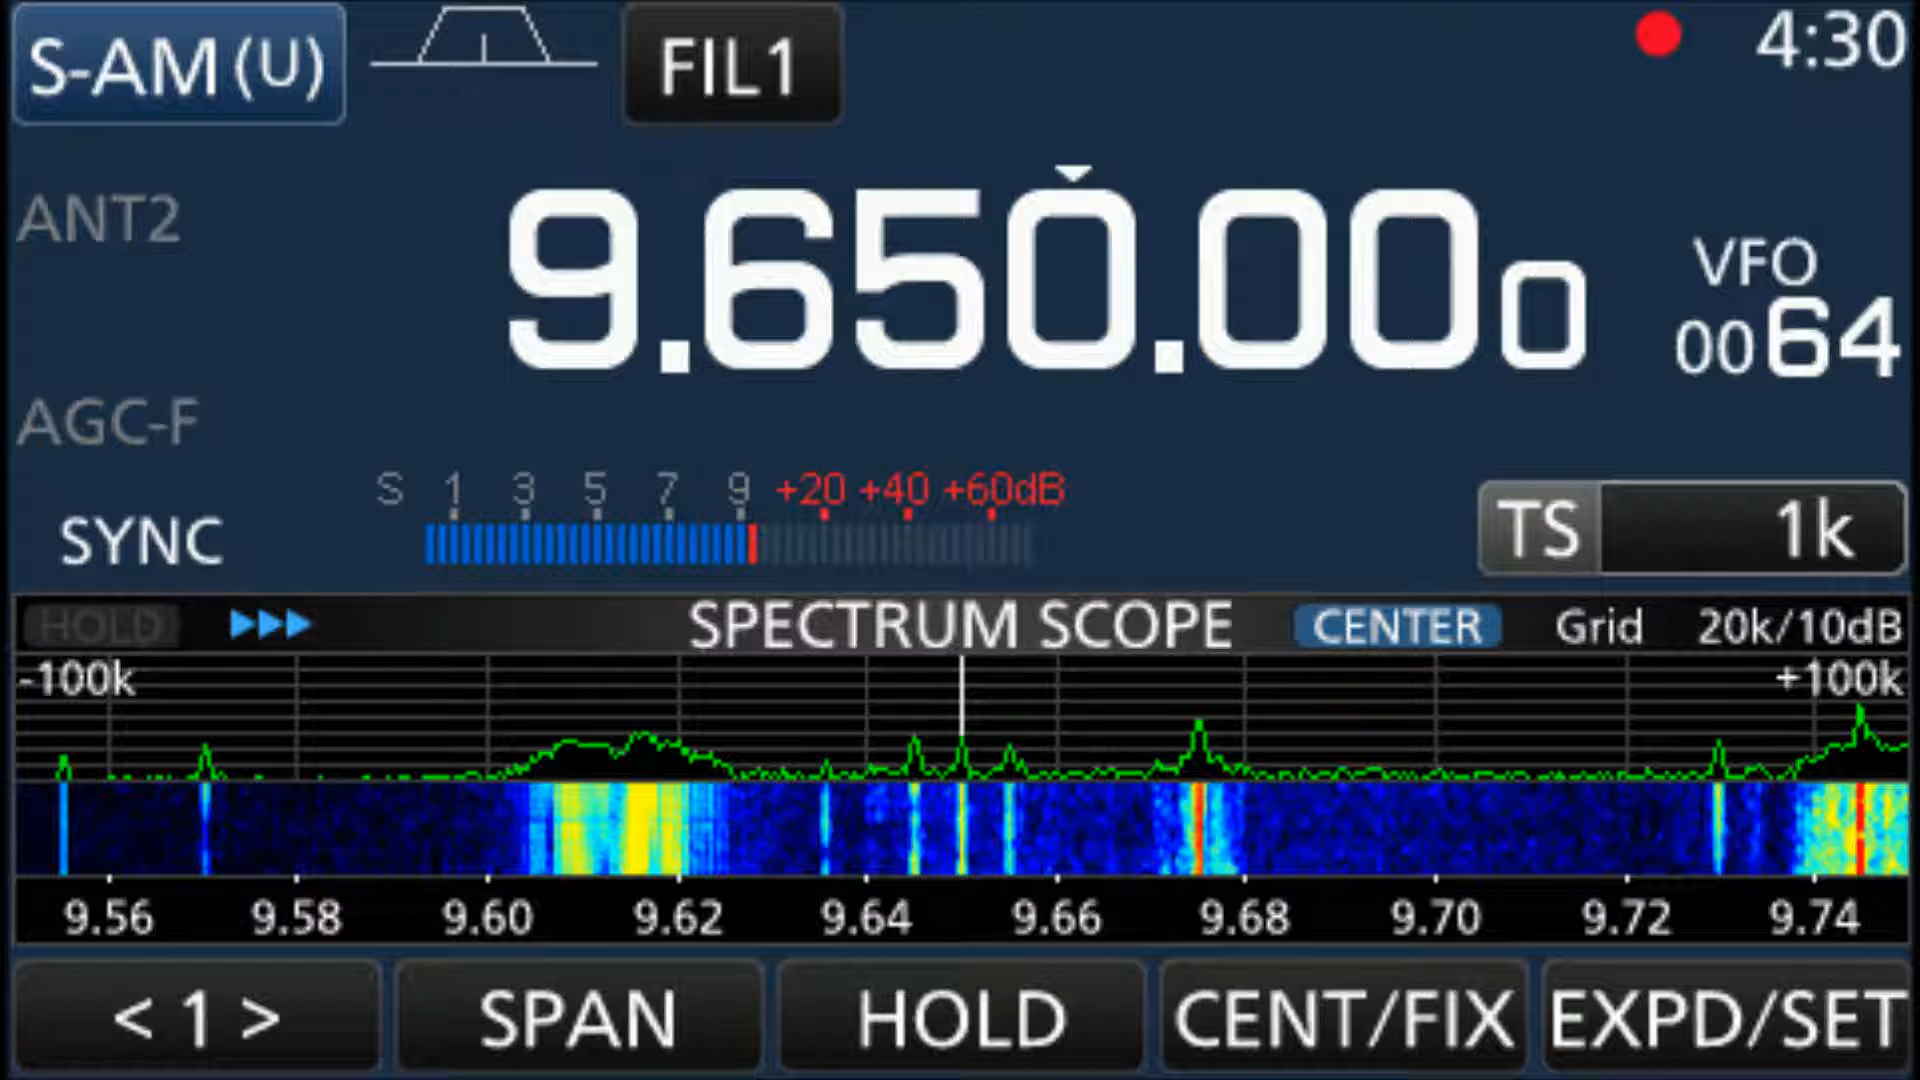 S-AM (U) FIL1 4:30
ANT2
9.650.000 VFO
0064
AGC-F
S 1 3 5 7 9 +20 +40 +60dB
SYNC TS 1k
HOLD SPECTRUM SCOPE CENTER Grid 20k/10dB
-100k +100k
9.56 9.58 9.60 9.62 9.64 9.66 9.68 9.70 9.72 9.74
< 1 > SPAN HOLD CENT/FIX EXPD/SET